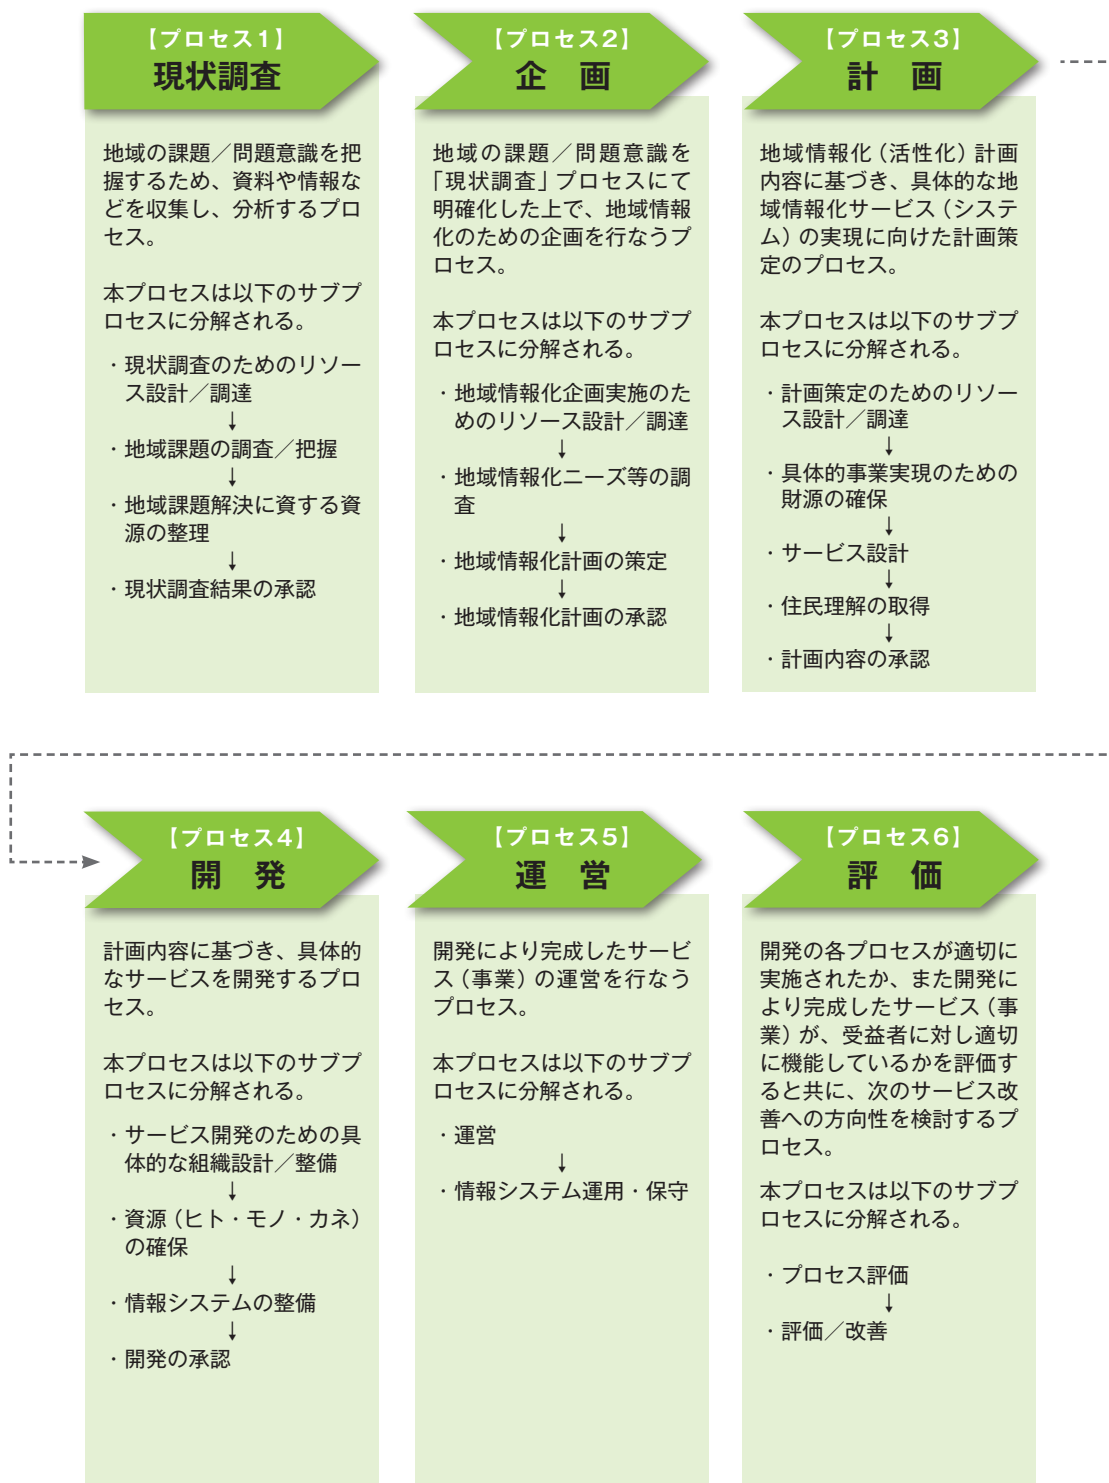 【プロセス1】
現状調査
地域の課題／問題意識を把
握するため、資料や情報な
どを収集し、分析するプロ
セス。
本プロセスは以下のサブプ
ロセスに分解される。
・現状調査のためのリソー
ス設計／調達
↓
・地域課題の調査／把握
↓
・地域課題解決に資する資
源の整理
↓
・現状調査結果の承認
【プロセス2】
企　画
地域の課題／問題意識を
「現状調査」プロセスにて
明確化した上で、地域情報
化のための企画を行なうプ
ロセス。
本プロセスは以下のサブプ
ロセスに分解される。
・地域情報化企画実施のた
めのリソース設計／調達
↓
・地域情報化ニーズ等の調
査
↓
・地域情報化計画の策定
↓
・地域情報化計画の承認
【プロセス3】
計　画
地域情報化（活性化）計画
内容に基づき、具体的な地
域情報化サービス（システ
ム）の実現に向けた計画策
定のプロセス。
本プロセスは以下のサブプ
ロセスに分解される。
・計画策定のためのリソー
ス設計／調達
↓
・具体的事業実現のための
財源の確保
↓
・サービス設計
↓
・住民理解の取得
↓
・計画内容の承認
【プロセス4】
開　発
計画内容に基づき、具体的
なサービスを開発するプロ
セス。
本プロセスは以下のサブプ
ロセスに分解される。
・サービス開発のための具
体的な組織設計／整備
↓
・資源（ヒト・モノ・カネ）
の確保
↓
・情報システムの整備
↓
・開発の承認
【プロセス5】
運　営
開発により完成したサービ
ス（事業）の運営を行なう
プロセス。
本プロセスは以下のサブプ
ロセスに分解される。
・運営
↓
・情報システム運用・保守
【プロセス6】
評　価
開発の各プロセスが適切に
実施されたか、また開発に
より完成したサービス（事
業）が、受益者に対し適切
に機能しているかを評価す
ると共に、次のサービス改
善への方向性を検討するプ
ロセス。
本プロセスは以下のサブプ
ロセスに分解される。
・プロセス評価
↓
・評価／改善